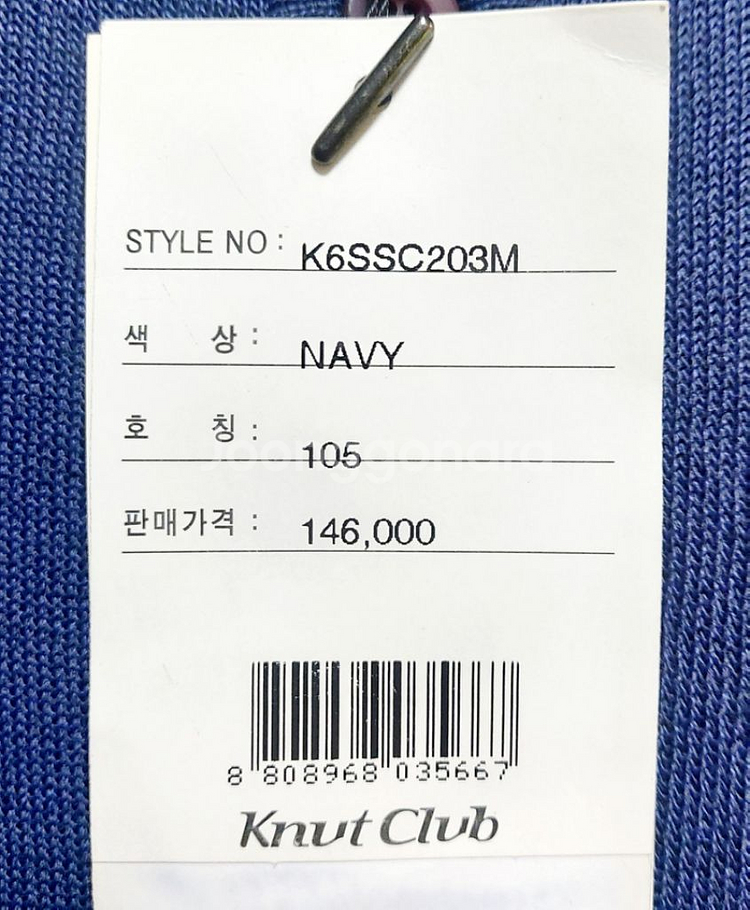 STYLE NO : K6SSC203M
색 상 : NAVY
호 칭 : 105
joonggonara
판매가격 : 146,000
8 808968 035667
Knut Club